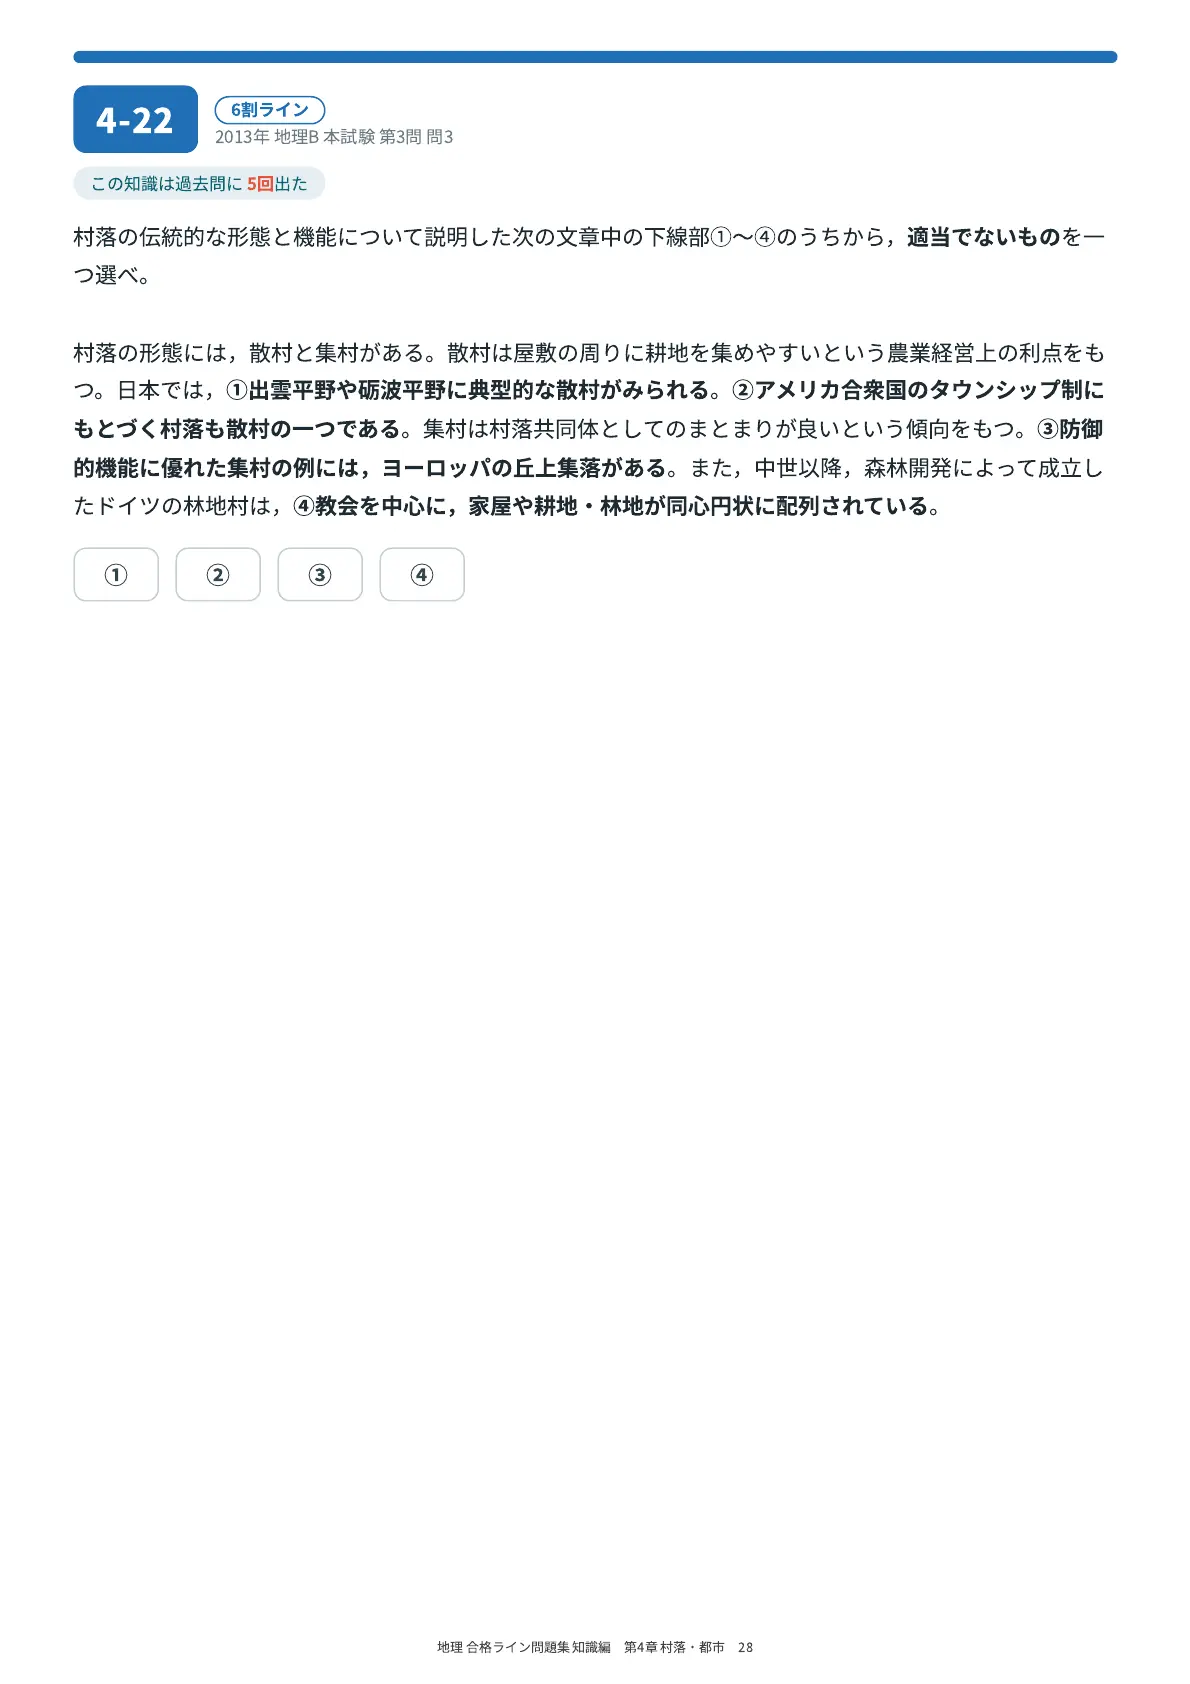 4-22
6割ライン
2013年 地理B 本試験 第3問 問3
この知識は過去問に 5回出た
村落の伝統的な形態と機能について説明した次の文章中の下線部①〜④のうちから，適当でないものを一
つ選べ。
村落の形態には，散村と集村がある。散村は屋敷の周りに耕地を集めやすいという農業経営上の利点をも
つ。日本では，①出雲平野や砺波平野に典型的な散村がみられる。②アメリカ合衆国のタウンシップ制に
もとづく村落も散村の一つである。集村は村落共同体としてのまとまりが良いという傾向をもつ。③防御
的機能に優れた集村の例には，ヨーロッパの丘上集落がある。また，中世以降，森林開発によって成立し
たドイツの林地村は，④教会を中心に，家屋や耕地・林地が同心円状に配列されている。
① ② ③ ④
地理 合格ライン問題集 知識編　第4章 村落・都市　28